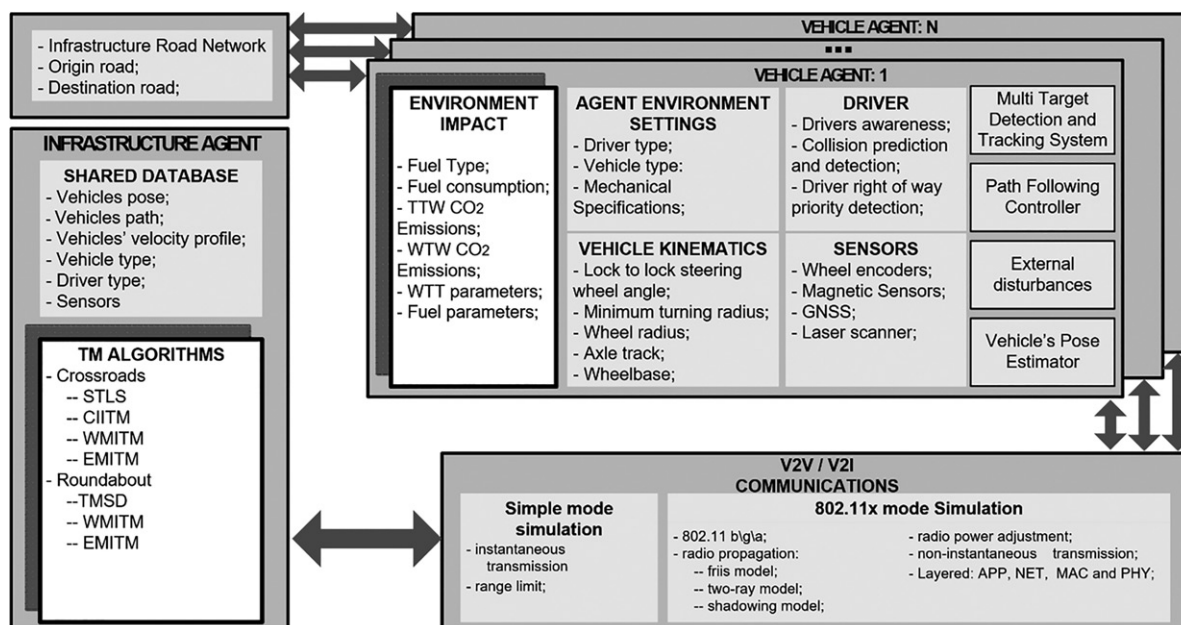 - Infrastructure Road Network
- Origin road;
- Destination road;
VEHICLE AGENT: N
...
VEHICLE AGENT: 1
ENVIRONMENT
IMPACT
- Fuel Type;
- Fuel consumption;
- TTW CO2
Emissions;
- WTW CO2
Emissions;
- WTT parameters;
- Fuel parameters;
AGENT ENVIRONMENT
SETTINGS
- Driver type;
- Vehicle type:
- Mechanical
Specifications;
DRIVER
- Drivers awareness;
- Collision prediction
and detection;
- Driver right of way
priority detection;
VEHICLE KINEMATICS
- Lock to lock steering
wheel angle;
- Minimum turning radius;
- Wheel radius;
- Axle track;
- Wheelbase;
SENSORS
- Wheel encoders;
- Magnetic Sensors;
- GNSS;
- Laser scanner;
Multi Target
Detection and
Tracking System
Path Following
Controller
External
disturbances
Vehicle's Pose
Estimator
INFRASTRUCTURE AGENT
SHARED DATABASE
- Vehicles pose;
- Vehicles path;
- Vehicles' velocity profile;
- Vehicle type;
- Driver type;
- Sensors
TM ALGORITHMS
- Crossroads
-- STLS
-- CIITM
-- WMITM
-- EMITM
- Roundabout
--TMSD
-- WMITM
-- EMITM
V2V / V2I
COMMUNICATIONS
Simple mode
simulation
- instantaneous
transmission
- range limit;
802.11x mode Simulation
- 802.11 b\g\a;
- radio propagation:
-- friis model;
-- two-ray model;
-- shadowing model;
- radio power adjustment;
- non-instantaneous transmission;
- Layered: APP, NET, MAC and PHY;